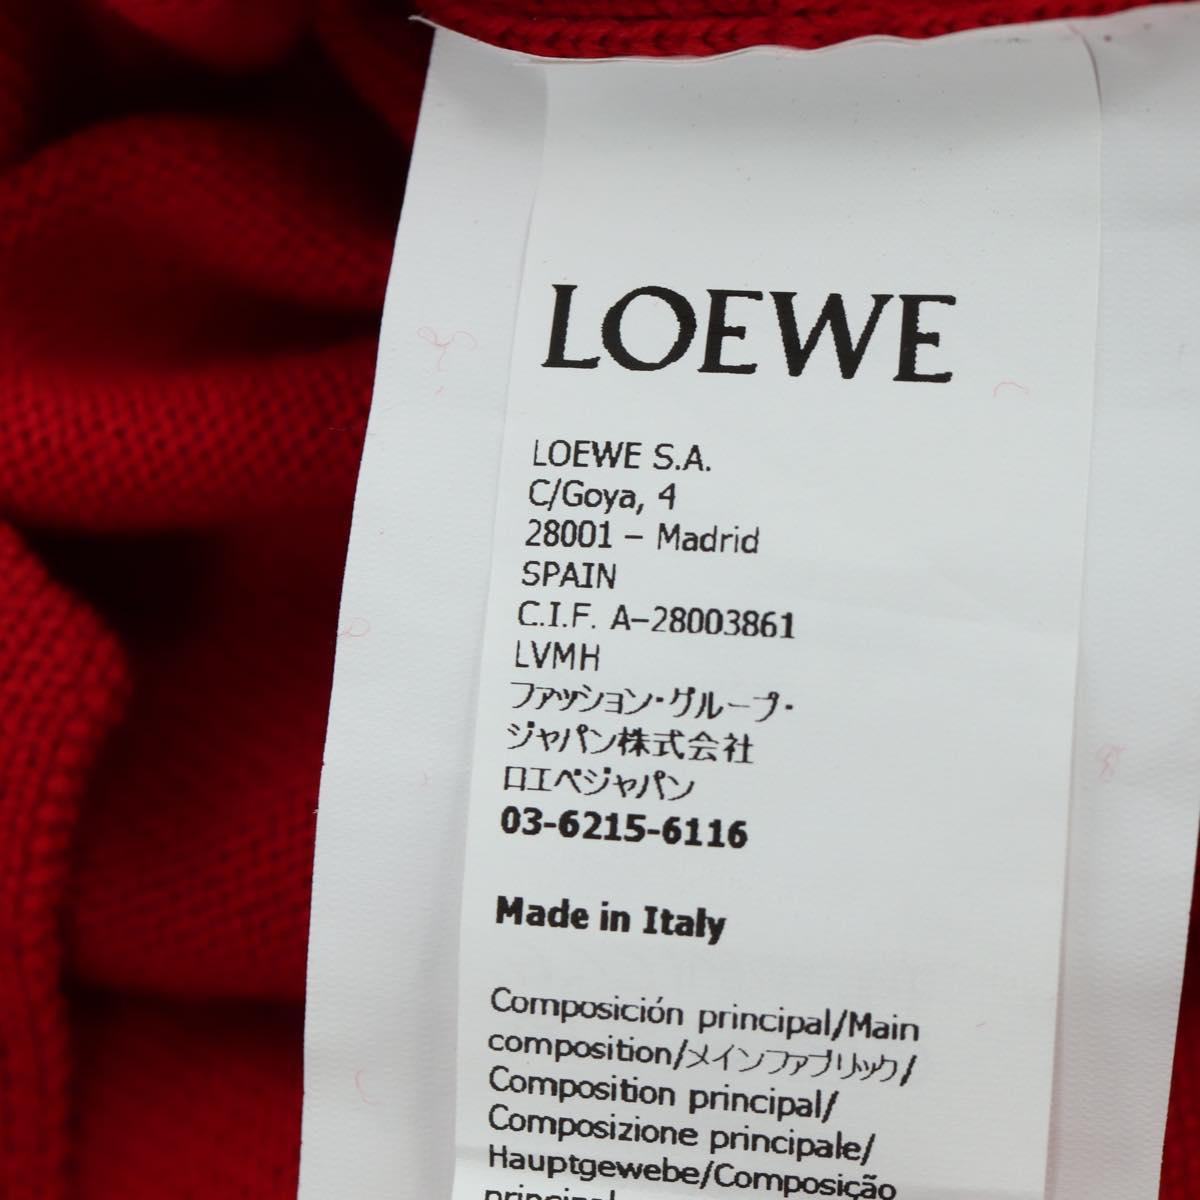 LOEWE
LOEWE S.A.
C/Goya, 4
28001 – Madrid
SPAIN
C.I.F. A–28003861
LVMH
ファッション・グループ・
ジャパン株式会社
ロエベジャパン
03-6215-6116
Made in Italy
Composición principal/Main
composition/メインファブリック/
Composition principal/
Composizione principale/
Hauptgewebe/Composição
principal